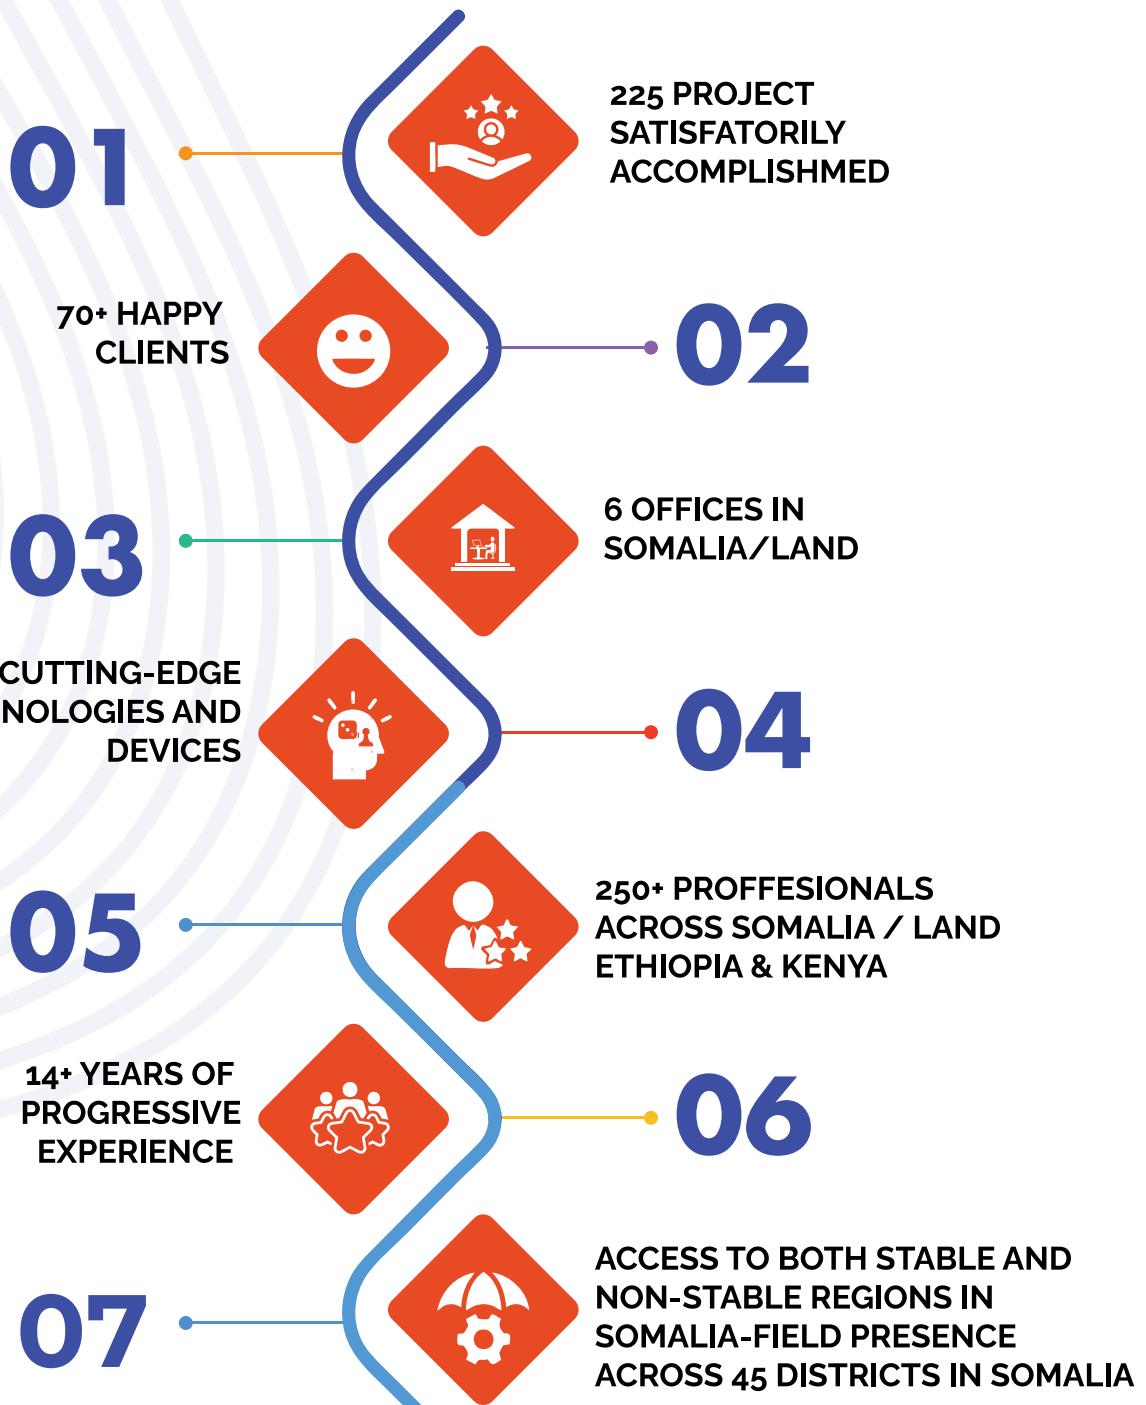 01
225 PROJECT
SATISFATORILY
ACCOMPLISHMED
70+ HAPPY
CLIENTS
02
03
6 OFFICES IN
SOMALIA/LAND
CUTTING-EDGE
NOLOGIES AND
DEVICES
04
05
250+ PROFFESIONALS
ACROSS SOMALIA / LAND
ETHIOPIA & KENYA
14+ YEARS OF
PROGRESSIVE
EXPERIENCE
06
07
ACCESS TO BOTH STABLE AND
NON-STABLE REGIONS IN
SOMALIA-FIELD PRESENCE
ACROSS 45 DISTRICTS IN SOMALIA